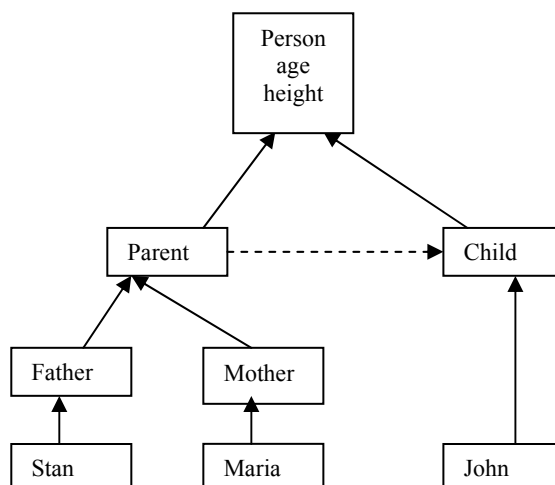 Person
age
height
Parent
Child
Father
Mother
Stan
Maria
John